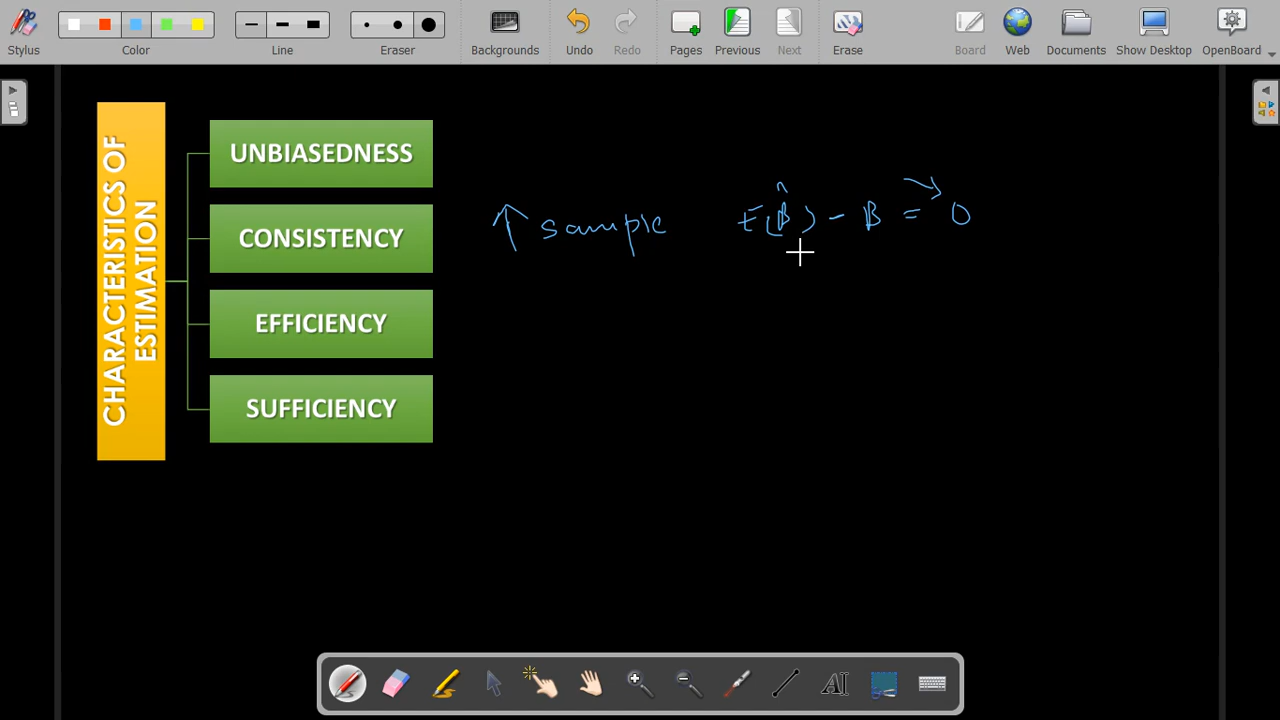 Stylus
Color
Line
Eraser
Backgrounds
Undo
Redo
Pages
Previous
Next
Erase
Board
Web
Documents
Show Desktop
OpenBoard
CHARACTERISTICS OF
ESTIMATION
UNBIASEDNESS
CONSISTENCY
EFFICIENCY
SUFFICIENCY
↑ sample E(β̂) - β = → 0
AI